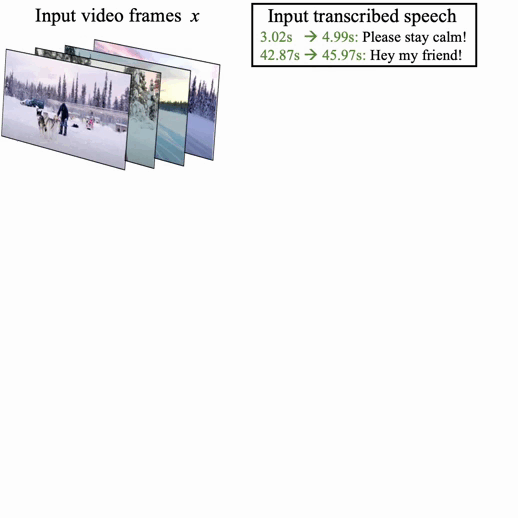 Input video frames x
Input transcribed speech
3.02s → 4.99s: Please stay calm!
42.87s → 45.97s: Hey my friend!